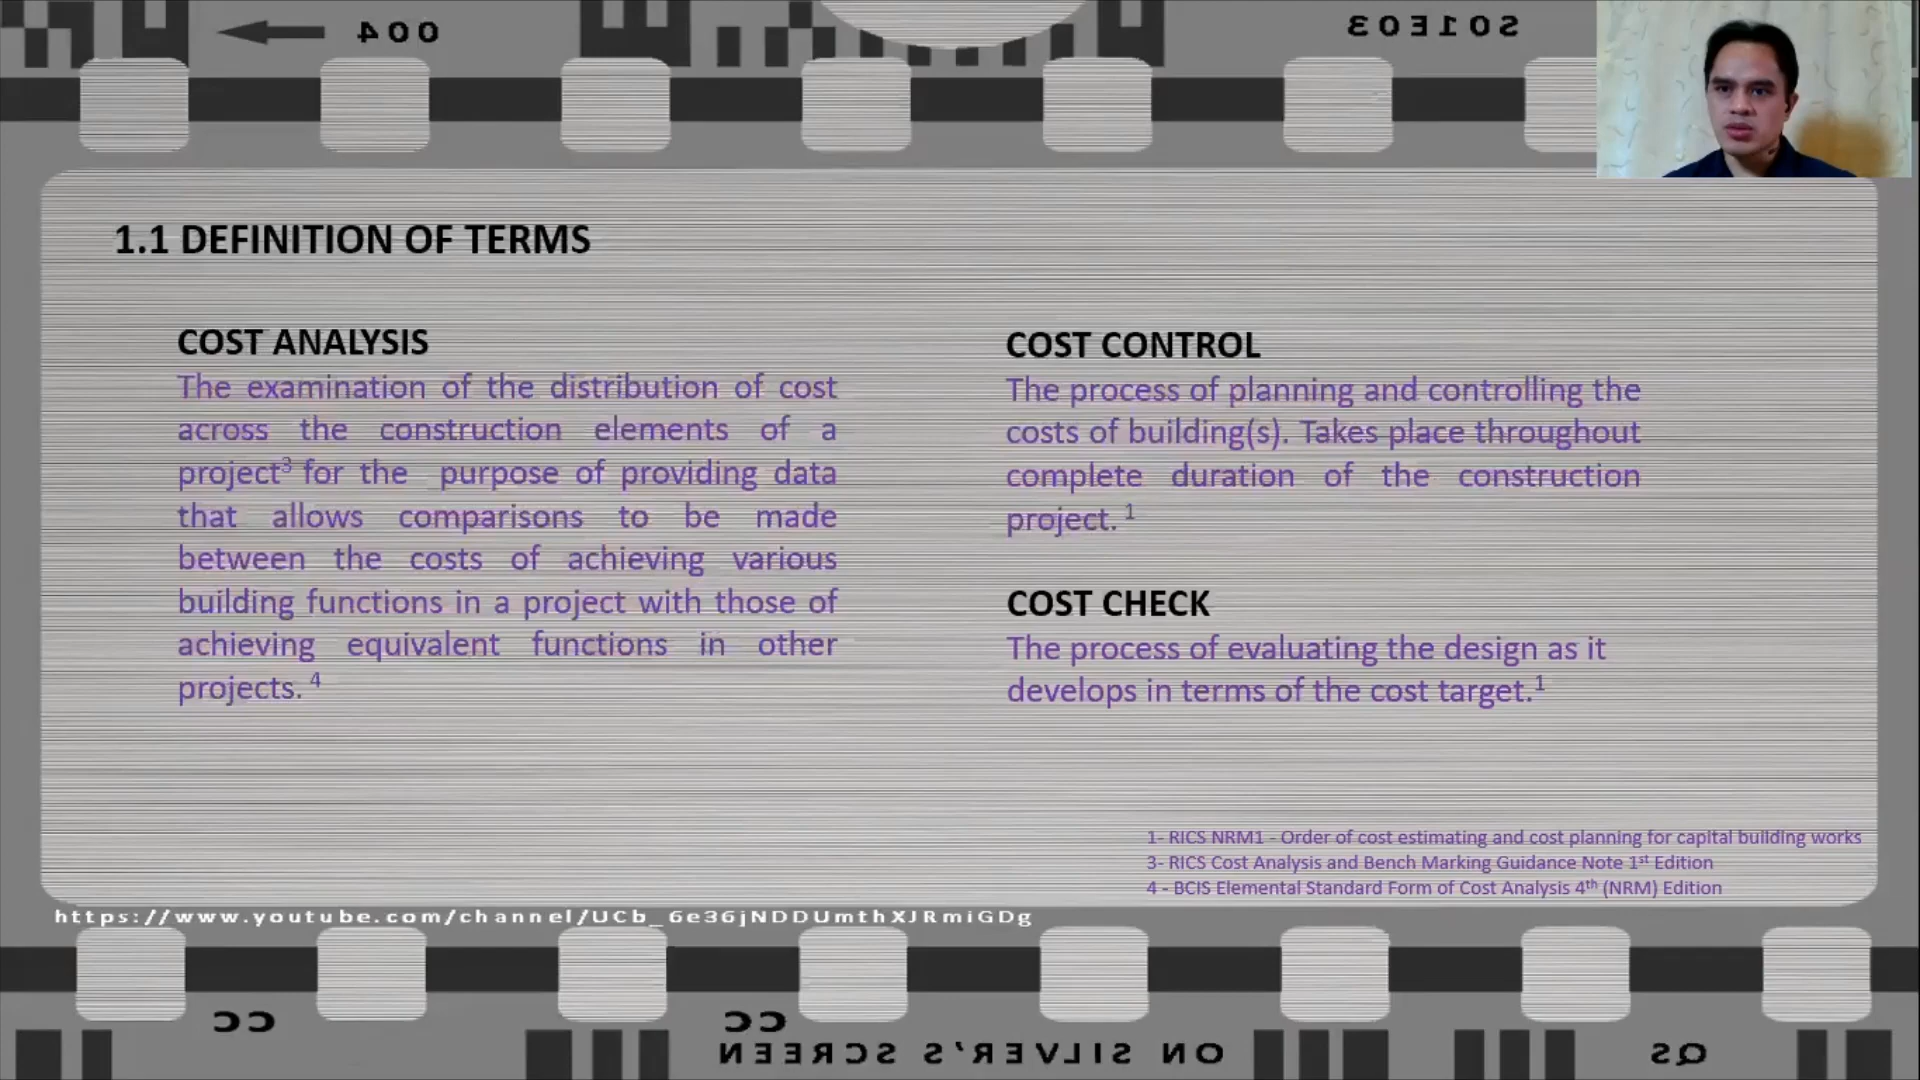 004
S01E03
1.1 DEFINITION OF TERMS
COST ANALYSIS
The examination of the distribution of cost
across the construction elements of a
project³ for the purpose of providing data
that allows comparisons to be made
between the costs of achieving various
building functions in a project with those of
achieving equivalent functions in other
projects. ⁴
COST CONTROL
The process of planning and controlling the
costs of building(s). Takes place throughout
complete duration of the construction
project. ¹
COST CHECK
The process of evaluating the design as it
develops in terms of the cost target.¹
1- RICS NRM1 - Order of cost estimating and cost planning for capital building works
3- RICS Cost Analysis and Bench Marking Guidance Note 1st Edition
4 - BCIS Elemental Standard Form of Cost Analysis 4th (NRM) Edition
https://www.youtube.com/channel/UCb_6e36jNDDUmthXJRmiGDg
CC
CC
ON SILVER'S SCREEN
QS